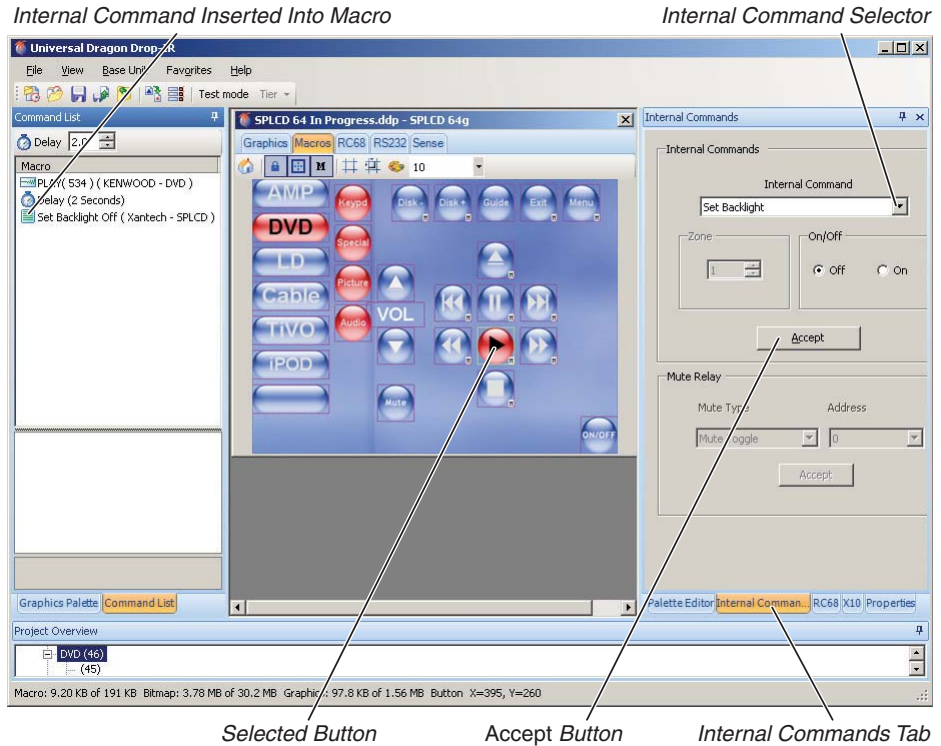 Internal Command Inserted Into Macro
Internal Command Selector
Universal Dragon Drop-IR
File View Base Unit Favorites Help
Test mode Tier
Command List
Delay 2.0
Macro
PLAY( 534 ) ( KENWOOD - DVD )
Delay (2 Seconds)
Set Backlight Off ( Xantech - SPLCD )
Graphics Palette Command List
SPLCD 64 In Progress.ddp - SPLCD 64g
Graphics Macros RC68 RS232 Sense
M 10
AMP
DVD
LD
Cable
TiVO
iPOD
Keypd
Special
Picture
Audio
Disk - Disk + Guide Exit Menu
VOL
Mute
ON/OFF
Internal Commands
Internal Commands
Internal Command
Set Backlight
Zone
1
On/Off
Off On
Accept
Mute Relay
Mute Type Address
Mute Toggle 0
Accept
Palette Editor Internal Comman... RC68 X10 Properties
Project Overview
DVD (46)
(45)
Macro: 9.20 KB of 191 KB Bitmap: 3.78 MB of 30.2 MB Graphics: 97.8 KB of 1.56 MB Button X=395, Y=260
Selected Button
Accept Button
Internal Commands Tab